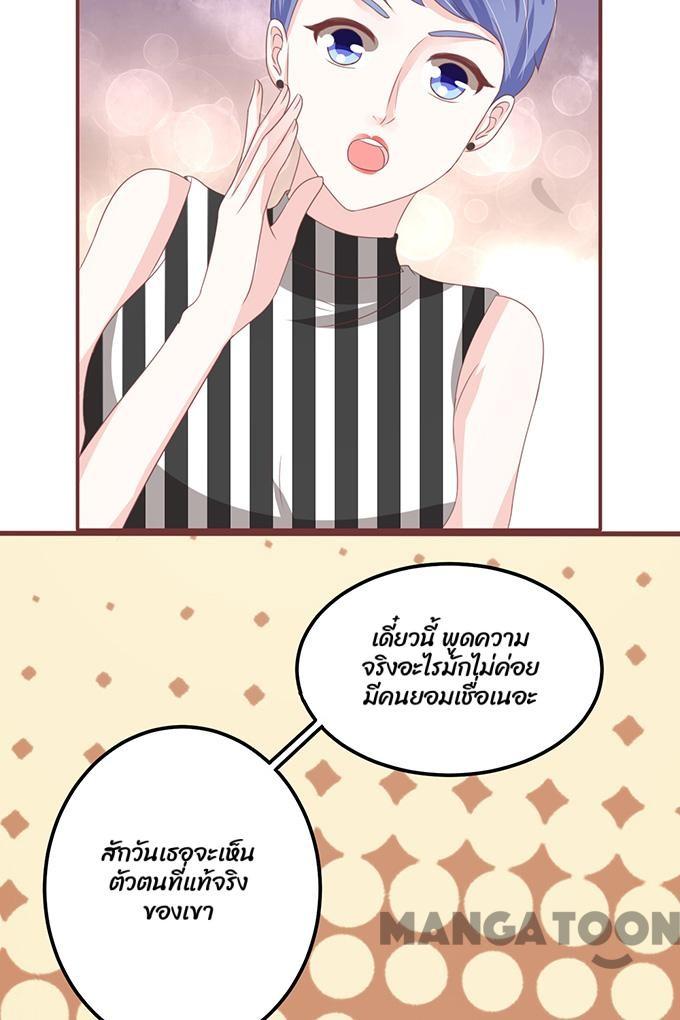 เดี๋ยวนี้ พูดความ
จริงอะไรมักไม่ค่อย
มีคนยอมเชื่อเนอะ
สักวันเธอจะเห็น
ตัวตนที่แท้จริง
ของเขา
MANGATOON